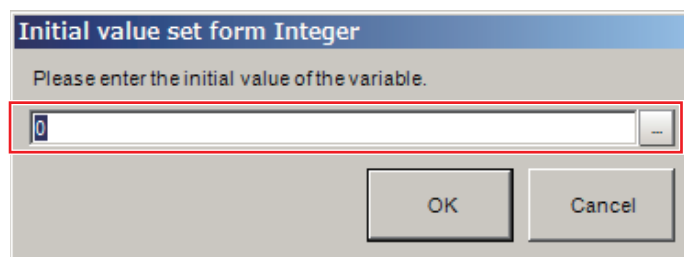 Initial value set form Integer
Please enter the initial value of the variable.
0
...
OK Cancel